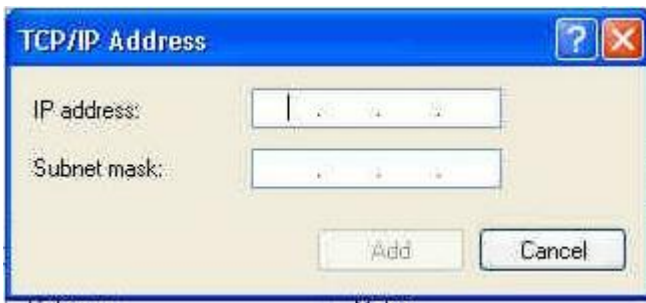 TCP/IP Address
IP address: . . .
Subnet mask: . . .
Add Cancel